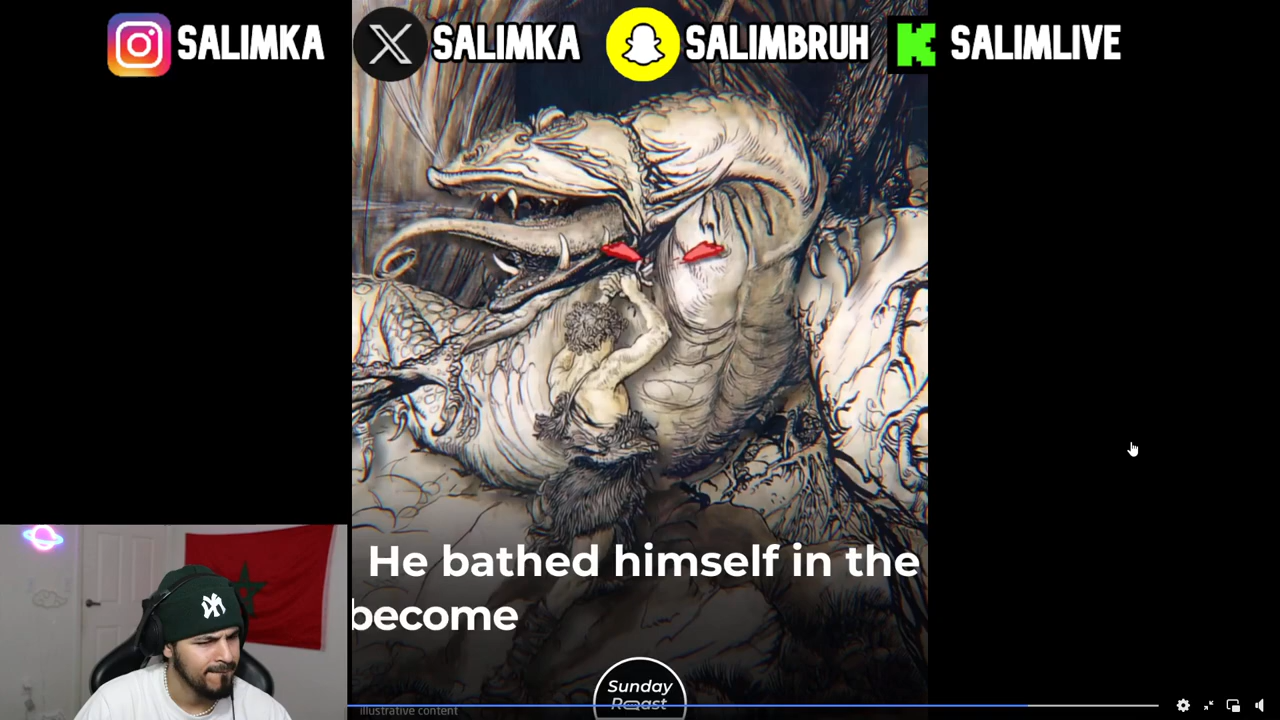 SALIMKA
SALIMKA
SALIMBRUH
SALIMLIVE
He bathed himself in the
become
Sunday
Roast
illustrative content